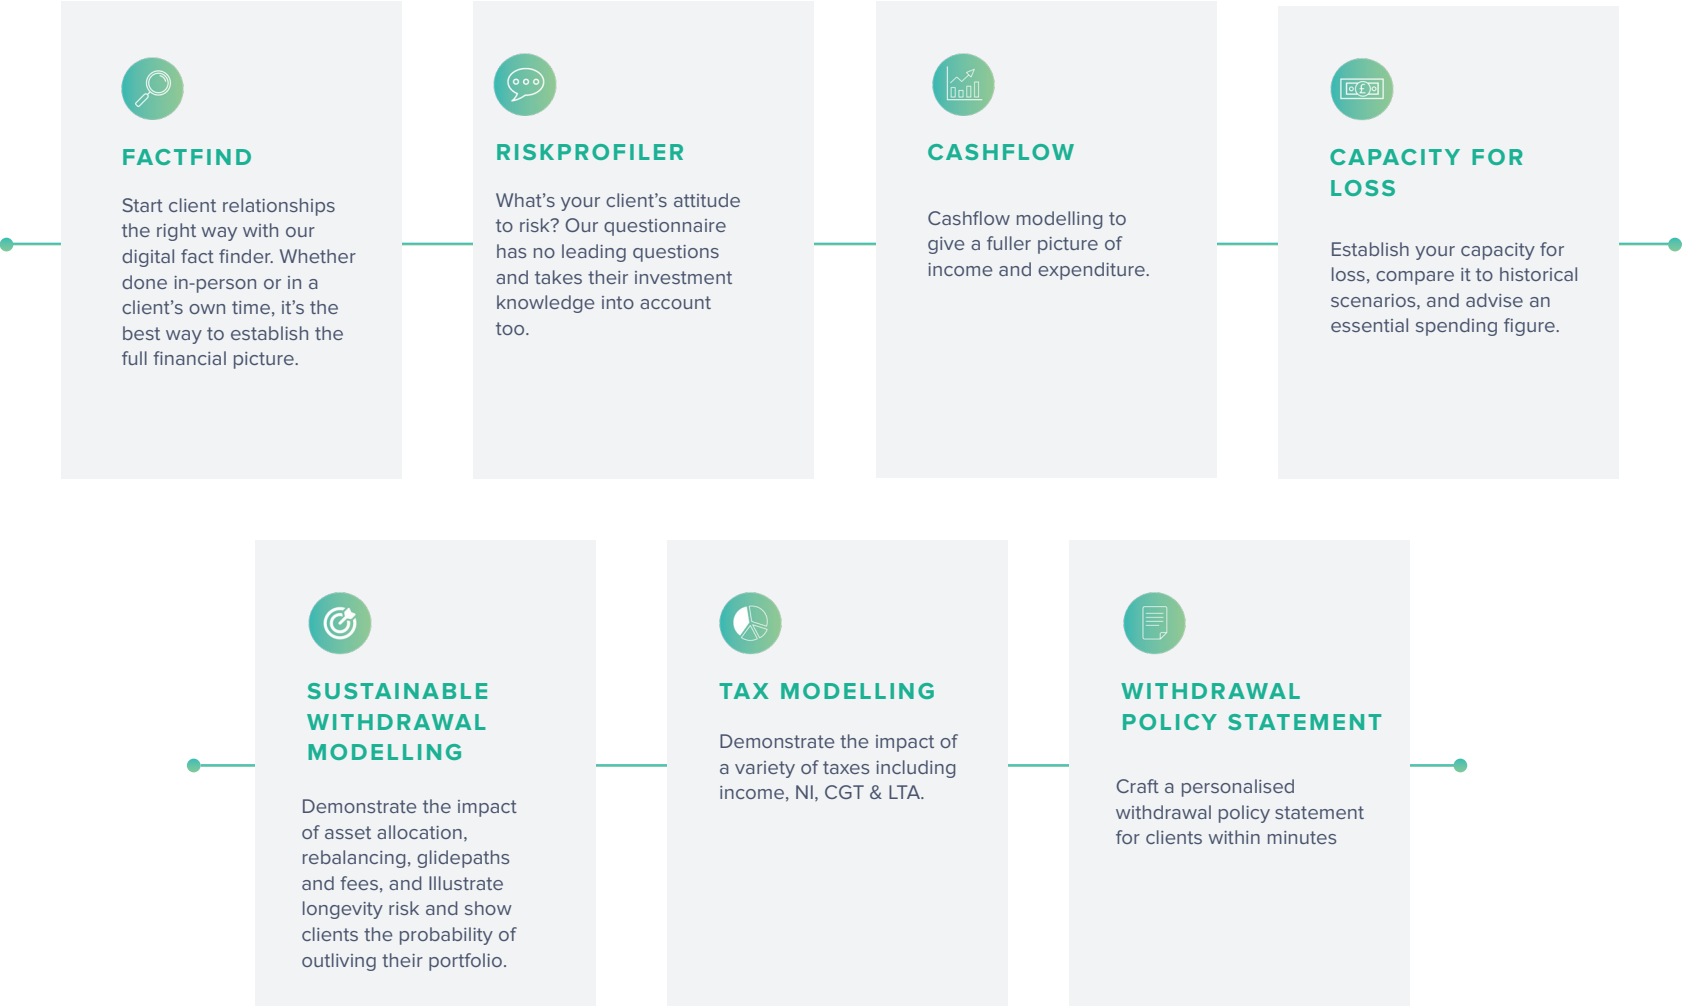 FACTFIND
Start client relationships
the right way with our
digital fact finder. Whether
done in-person or in a
client’s own time, it’s the
best way to establish the
full financial picture.
RISKPROFILER
What’s your client’s attitude
to risk? Our questionnaire
has no leading questions
and takes their investment
knowledge into account
too.
CASHFLOW
Cashflow modelling to
give a fuller picture of
income and expenditure.
£
CAPACITY FOR
LOSS
Establish your capacity for
loss, compare it to historical
scenarios, and advise an
essential spending figure.
SUSTAINABLE
WITHDRAWAL
MODELLING
Demonstrate the impact
of asset allocation,
rebalancing, glidepaths
and fees, and Illustrate
longevity risk and show
clients the probability of
outliving their portfolio.
TAX MODELLING
Demonstrate the impact of
a variety of taxes including
income, NI, CGT & LTA.
WITHDRAWAL
POLICY STATEMENT
Craft a personalised
withdrawal policy statement
for clients within minutes